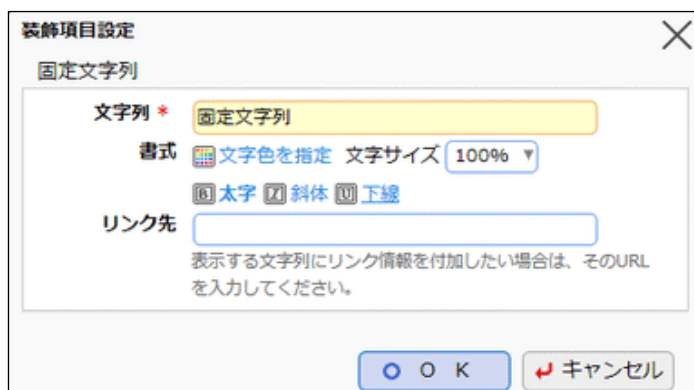 装飾項目設定
固定文字列
文字列 * 固定文字列
書式 文字色を指定 文字サイズ 100%
B 太字 I 斜体 U 下線
リンク先
表示する文字列にリンク情報を付加したい場合は、そのURL
を入力してください。
O K キャンセル